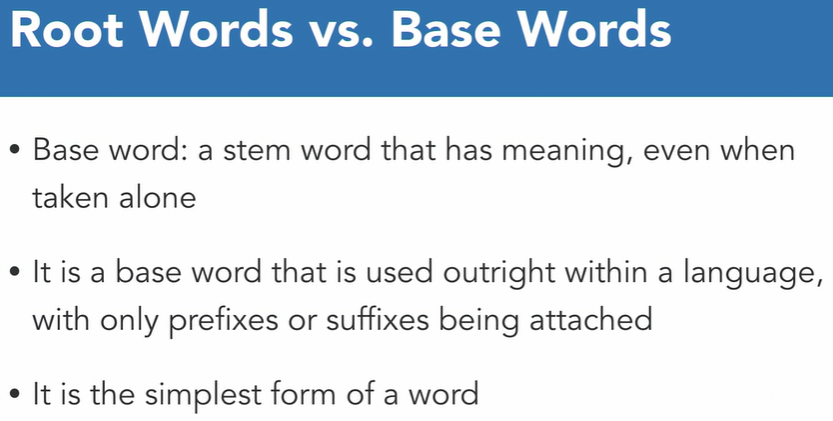 Root Words vs. Base Words
• Base word: a stem word that has meaning, even when
taken alone
• It is a base word that is used outright within a language,
with only prefixes or suffixes being attached
• It is the simplest form of a word